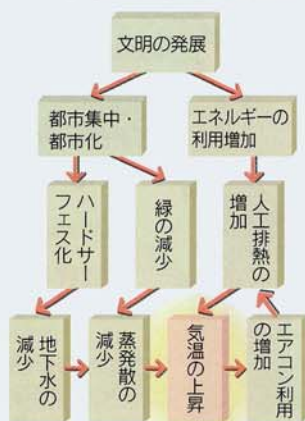 文明の発展
都市集中・
都市化
エネルギーの
利用増加
ハードサー
フェス化
緑の減少
人工排熱の
増加
地下水の
減少
蒸発散の
減少
気温の上昇
エアコン利用
の増加